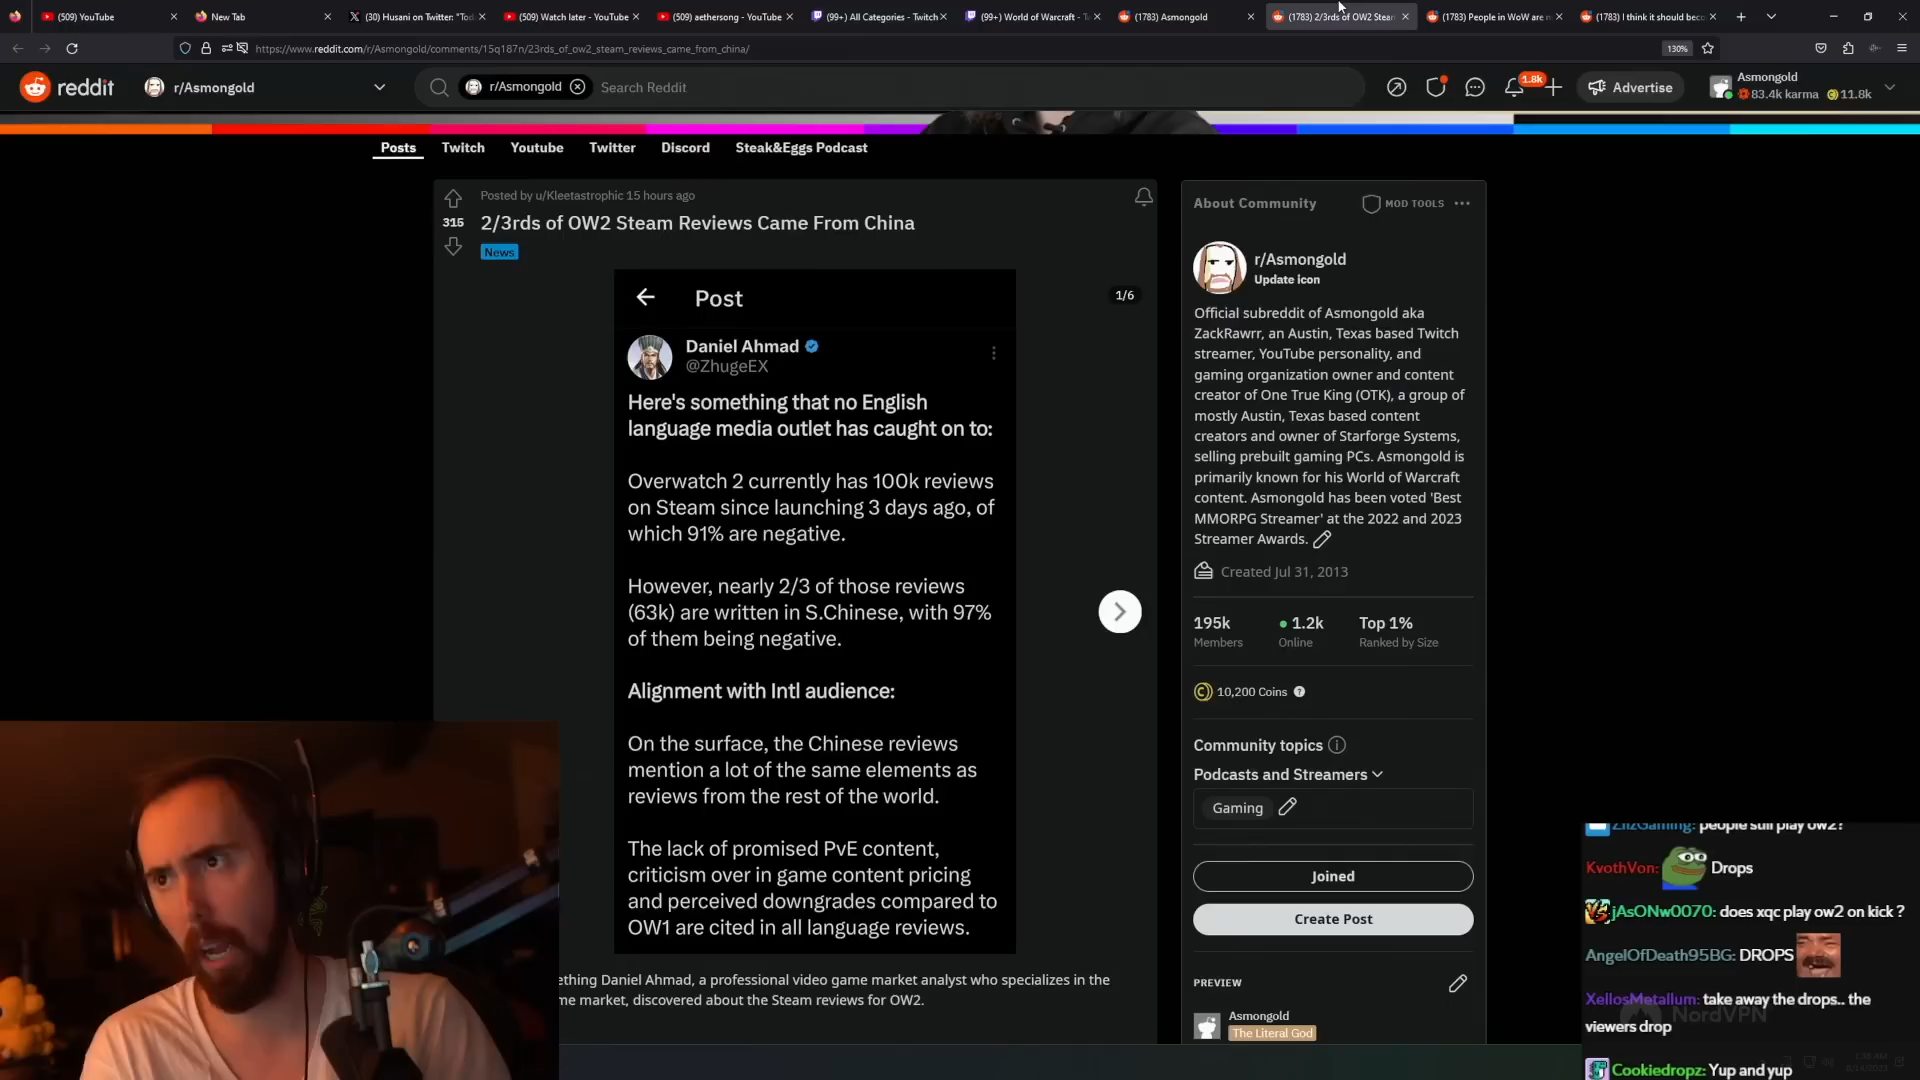 (509) YouTube
New Tab
(30) Husani on Twitter: "Tod
(509) Watch later - YouTube
(509) aethersong - YouTube
(99+) All Categories - Twitch
(99+) World of Warcraft - T
(1783) Asmongold
(1783) 2/3rds of OW2 Stea
(1783) People in WoW are
(1783) I think it should bec
https://www.reddit.com/r/Asmongold/comments/15q187n/23rds_of_ow2_steam_reviews_came_from_china/
130%
reddit
r/Asmongold
r/Asmongold
Search Reddit
1.8k
Advertise
Asmongold
83.4k karma
11.8k
Posts
Twitch
Youtube
Twitter
Discord
Steak&Eggs Podcast
315
Posted by u/Kleetastrophic 15 hours ago
2/3rds of OW2 Steam Reviews Came From China
News
Post
1/6
Daniel Ahmad
@ZhugeEX
Here's something that no English
language media outlet has caught on to:
Overwatch 2 currently has 100k reviews
on Steam since launching 3 days ago, of
which 91% are negative.
However, nearly 2/3 of those reviews
(63k) are written in S.Chinese, with 97%
of them being negative.
Alignment with Intl audience:
On the surface, the Chinese reviews
mention a lot of the same elements as
reviews from the rest of the world.
The lack of promised PvE content,
criticism over in game content pricing
and perceived downgrades compared to
OW1 are cited in all language reviews.
ething Daniel Ahmad, a professional video game market analyst who specializes in the
me market, discovered about the Steam reviews for OW2.
About Community
MOD TOOLS
r/Asmongold
Update icon
Official subreddit of Asmongold aka
ZackRawrr, an Austin, Texas based Twitch
streamer, YouTube personality, and
gaming organization owner and content
creator of One True King (OTK), a group of
mostly Austin, Texas based content
creators and owner of Starforge Systems,
selling prebuilt gaming PCs. Asmongold is
primarily known for his World of Warcraft
content. Asmongold has been voted 'Best
MMORPG Streamer' at the 2022 and 2023
Streamer Awards.
Created Jul 31, 2013
195k
Members
1.2k
Online
Top 1%
Ranked by Size
10,200 Coins
Community topics
Podcasts and Streamers
Gaming
Joined
Create Post
PREVIEW
Asmongold
The Literal God
ZilzGaming: people still play ow2?
KvothVon: Drops
jAsONw0070: does xqc play ow2 on kick ?
AngelOfDeath95BG: DROPS
XellosMetallum: take away the drops.. the
viewers drop
NordVPN
Cookiedropz: Yup and yup